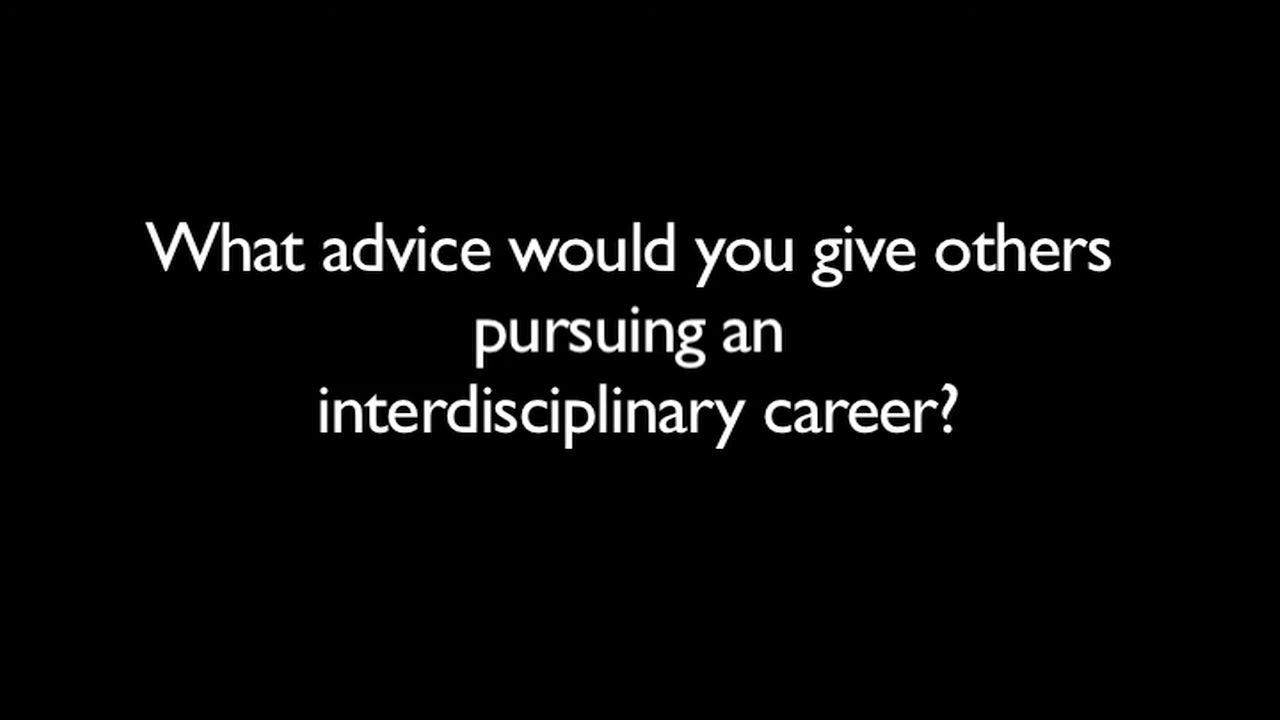 What advice would you give others
pursuing an
interdisciplinary career?